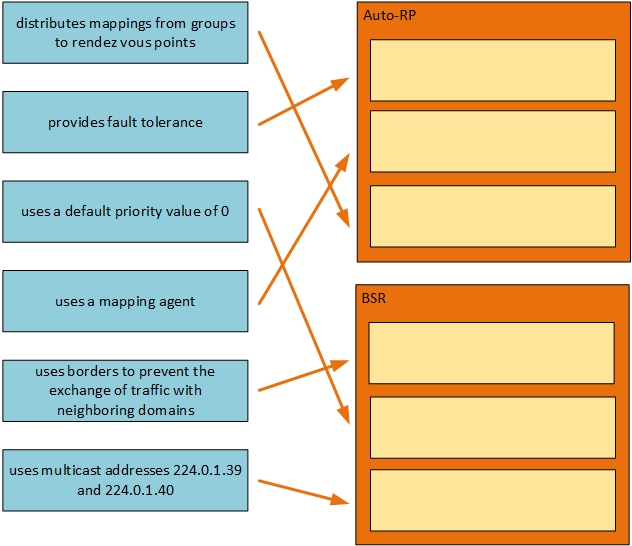 distributes mappings from groups
to rendez vous points
provides fault tolerance
uses a default priority value of 0
uses a mapping agent
uses borders to prevent the
exchange of traffic with
neighboring domains
uses multicast addresses 224.0.1.39
and 224.0.1.40
Auto-RP
BSR